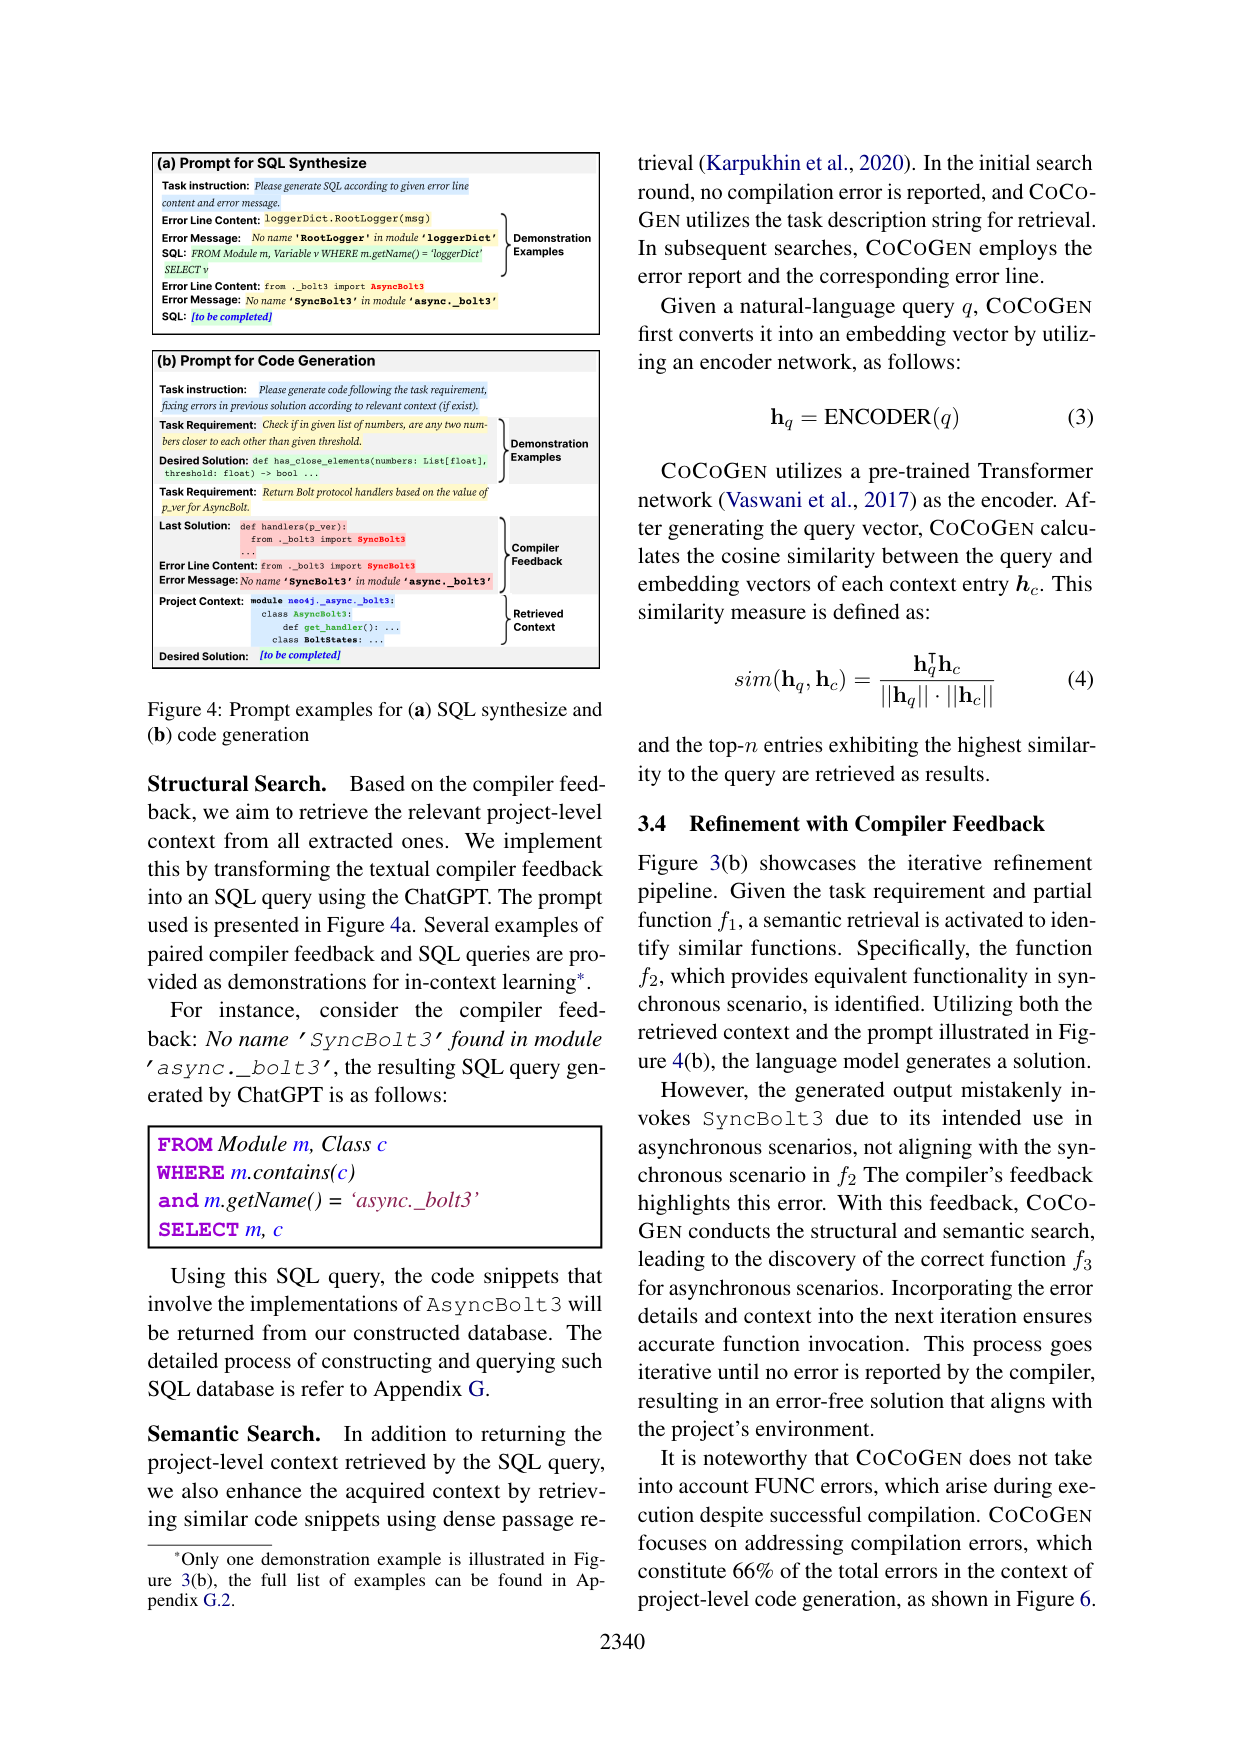 (a) Prompt for SQL Synthesize
Task instruction: Please generate SQL according to given error line
content and error message.
Error Line Content: loggerDict.RootLogger(msg)
Error Message: No name 'RootLogger' in module 'loggerDict'
SQL: FROM Module m, Variable v WHERE m.getName() = 'loggerDict'
SELECT v
Demonstration
Examples
Error Line Content: from ._bolt3 import AsyncBolt3
Error Message: No name 'SyncBolt3' in module 'async._bolt3'
SQL: [to be completed]
(b) Prompt for Code Generation
Task instruction: Please generate code following the task requirement,
fixing errors in previous solution according to relevant context (if exist).
Task Requirement: Check if in given list of numbers, are any two num-
bers closer to each other than given threshold.
Desired Solution: def has_close_elements(numbers: List[float],
threshold: float) -> bool ...
Demonstration
Examples
Task Requirement: Return Bolt protocol handlers based on the value of
p_ver for AsyncBolt.
Last Solution: def handlers(p_ver):
from ._bolt3 import SyncBolt3
...
Error Line Content: from ._bolt3 import SyncBolt3
Error Message: No name 'SyncBolt3' in module 'async._bolt3'
Compiler
Feedback
Project Context: module neo4j._async._bolt3:
class AsyncBolt3:
def get_handler(): ...
class BoltStates: ...
Retrieved
Context
Desired Solution: [to be completed]
Figure 4: Prompt examples for (a) SQL synthesize and
(b) code generation
Structural Search. Based on the compiler feed-
back, we aim to retrieve the relevant project-level
context from all extracted ones. We implement
this by transforming the textual compiler feedback
into an SQL query using the ChatGPT. The prompt
used is presented in Figure 4a. Several examples of
paired compiler feedback and SQL queries are pro-
vided as demonstrations for in-context learning*.
For instance, consider the compiler feed-
back: No name 'SyncBolt3' found in module
'async._bolt3', the resulting SQL query gen-
erated by ChatGPT is as follows:
FROM Module m, Class c
WHERE m.contains(c)
and m.getName() = 'async._bolt3'
SELECT m, c
Using this SQL query, the code snippets that
involve the implementations of AsyncBolt3 will
be returned from our constructed database. The
detailed process of constructing and querying such
SQL database is refer to Appendix G.
Semantic Search. In addition to returning the
project-level context retrieved by the SQL query,
we also enhance the acquired context by retriev-
ing similar code snippets using dense passage re-
*Only one demonstration example is illustrated in Fig-
ure 3(b), the full list of examples can be found in Ap-
pendix G.2.
trieval (Karpukhin et al., 2020). In the initial search
round, no compilation error is reported, and COCO-
GEN utilizes the task description string for retrieval.
In subsequent searches, COCOGEN employs the
error report and the corresponding error line.
Given a natural-language query q, COCOGEN
first converts it into an embedding vector by utiliz-
ing an encoder network, as follows:
h_q = ENCODER(q) (3)
COCOGEN utilizes a pre-trained Transformer
network (Vaswani et al., 2017) as the encoder. Af-
ter generating the query vector, COCOGEN calcu-
lates the cosine similarity between the query and
embedding vectors of each context entry h_c. This
similarity measure is defined as:
sim(h_q, h_c) = h_q^⊺ h_c / ||h_q|| · ||h_c|| (4)
and the top-n entries exhibiting the highest similar-
ity to the query are retrieved as results.
3.4 Refinement with Compiler Feedback
Figure 3(b) showcases the iterative refinement
pipeline. Given the task requirement and partial
function f1, a semantic retrieval is activated to iden-
tify similar functions. Specifically, the function
f2, which provides equivalent functionality in syn-
chronous scenario, is identified. Utilizing both the
retrieved context and the prompt illustrated in Fig-
ure 4(b), the language model generates a solution.
However, the generated output mistakenly in-
vokes SyncBolt3 due to its intended use in
asynchronous scenarios, not aligning with the syn-
chronous scenario in f2 The compiler's feedback
highlights this error. With this feedback, COCO-
GEN conducts the structural and semantic search,
leading to the discovery of the correct function f3
for asynchronous scenarios. Incorporating the error
details and context into the next iteration ensures
accurate function invocation. This process goes
iterative until no error is reported by the compiler,
resulting in an error-free solution that aligns with
the project's environment.
It is noteworthy that COCOGEN does not take
into account FUNC errors, which arise during exe-
cution despite successful compilation. COCOGEN
focuses on addressing compilation errors, which
constitute 66% of the total errors in the context of
project-level code generation, as shown in Figure 6.
2340